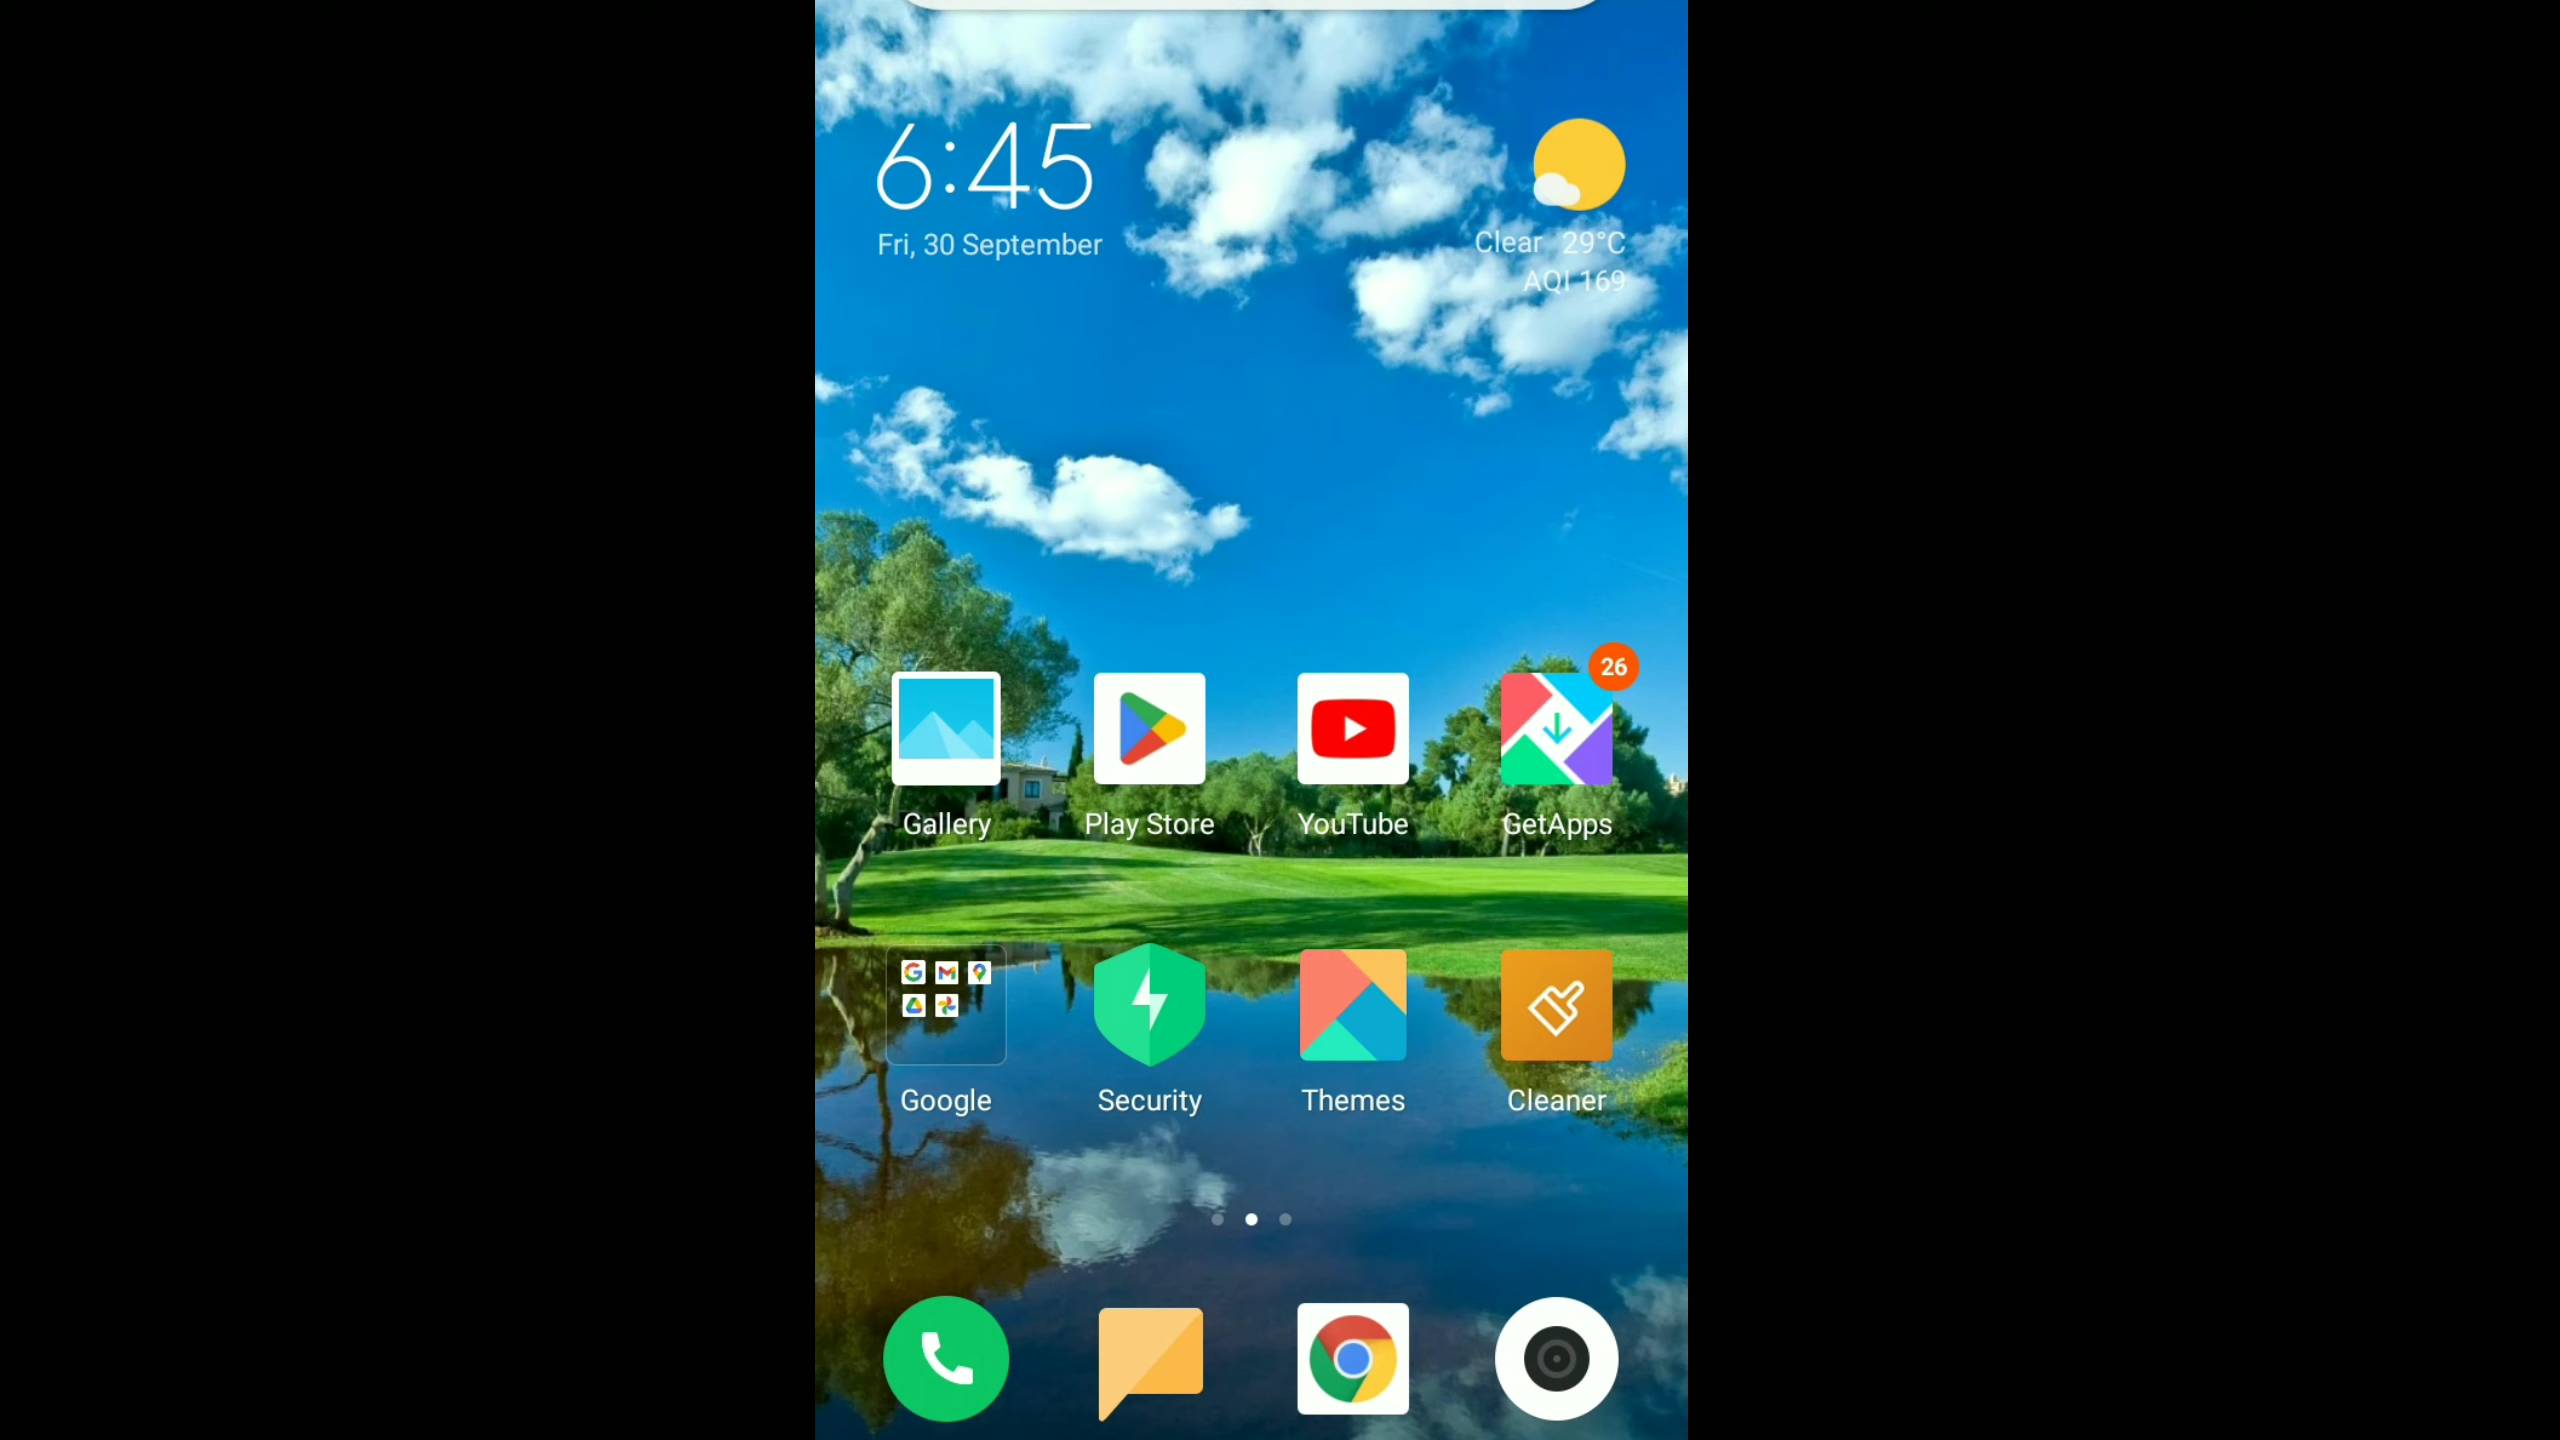 6:45
Fri, 30 September
Clear 29°C
AQI 169
26
Gallery
Play Store
YouTube
GetApps
Google
Security
Themes
Cleaner